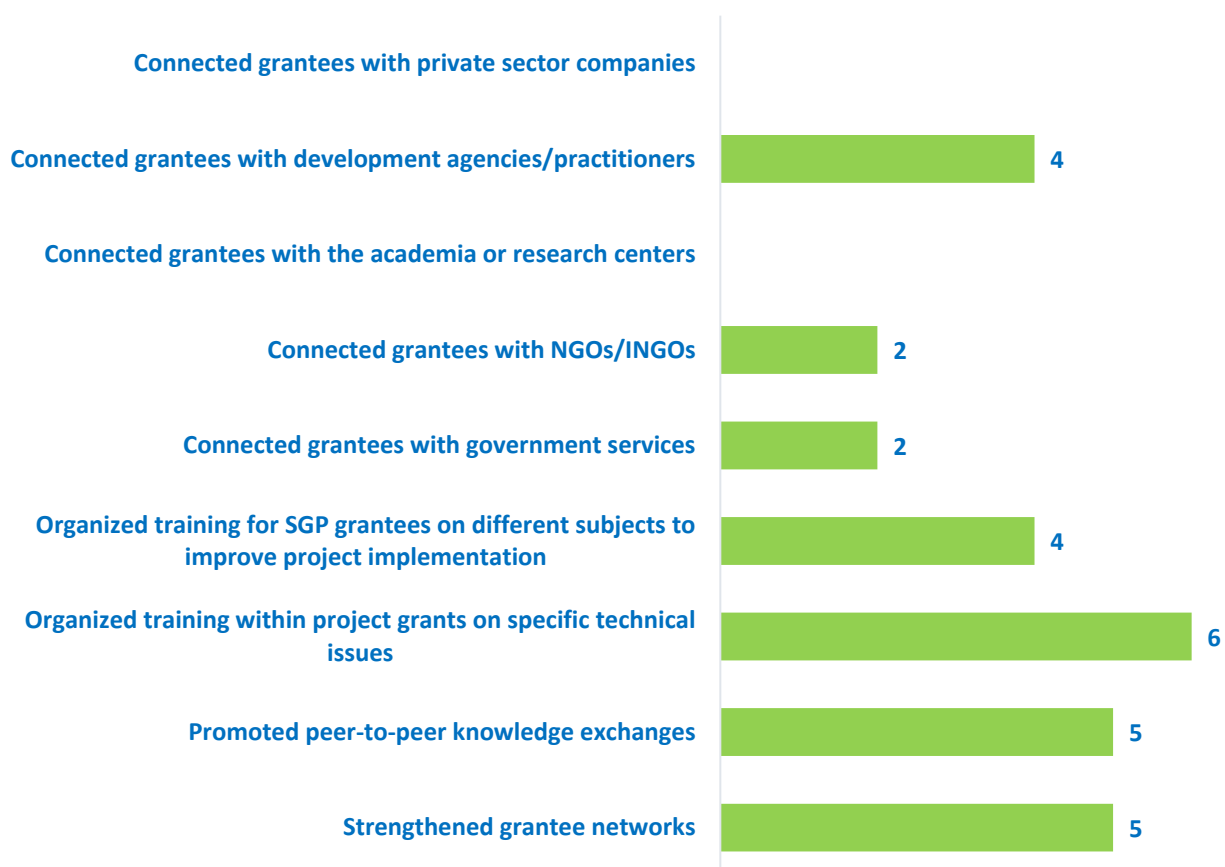 Connected grantees with private sector companies
Connected grantees with development agencies/practitioners
4
Connected grantees with the academia or research centers
Connected grantees with NGOs/INGOs
2
Connected grantees with government services
2
Organized training for SGP grantees on different subjects to
improve project implementation
4
Organized training within project grants on specific technical
issues
6
Promoted peer-to-peer knowledge exchanges
5
Strengthened grantee networks
5